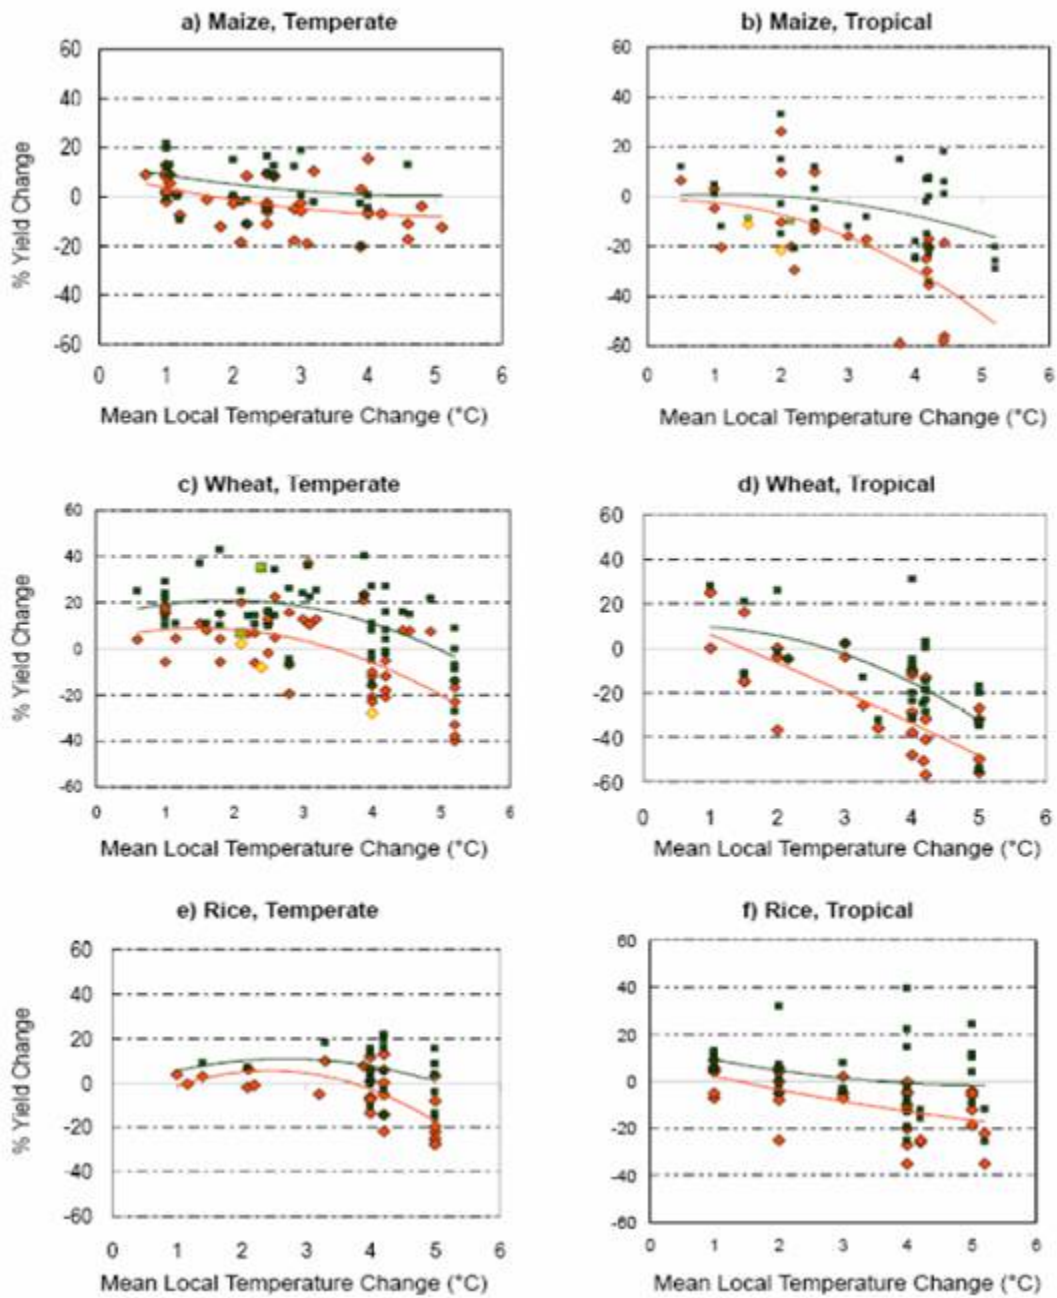 a) Maize, Temperate
b) Maize, Tropical
60
40
20
0
-20
-40
-60
% Yield Change
0 1 2 3 4 5 6
Mean Local Temperature Change (°C)
60
40
20
0
-20
-40
-60
0 1 2 3 4 5 6
Mean Local Temperature Change (°C)
c) Wheat, Temperate
d) Wheat, Tropical
60
40
20
0
-20
-40
-60
% Yield Change
0 1 2 3 4 5 6
Mean Local Temperature Change (°C)
60
40
20
0
-20
-40
-60
0 1 2 3 4 5 6
Mean Local Temperature Change (°C)
e) Rice, Temperate
f) Rice, Tropical
60
40
20
0
-20
-40
-60
% Yield Change
0 1 2 3 4 5 6
Mean Local Temperature Change (°C)
60
40
20
0
-20
-40
-60
0 1 2 3 4 5 6
Mean Local Temperature Change (°C)